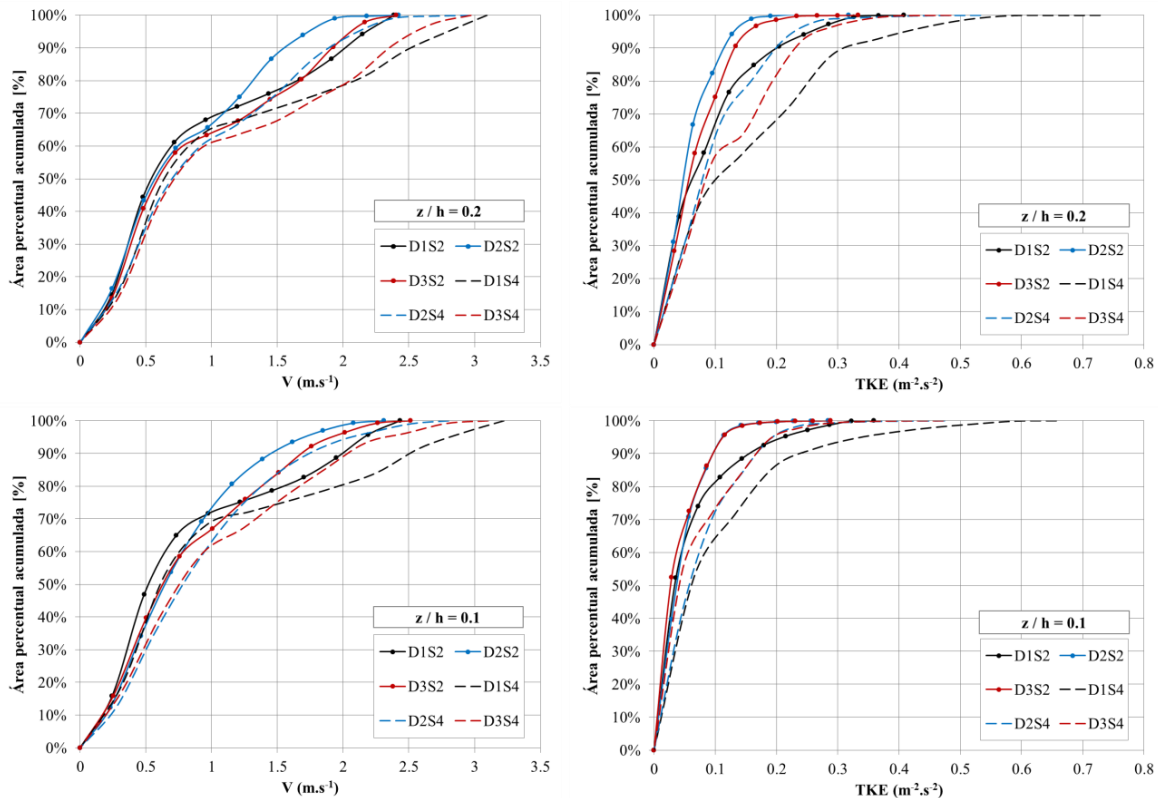 100%
90%
80%
70%
60%
50%
40%
30%
20%
10%
0%
Área percentual acumulada [%]
0 0.5 1 1.5 2 2.5 3 3.5
V (m.s-1)
z / h = 0.2
D1S2 D2S2
D3S2 D1S4
D2S4 D3S4
100%
90%
80%
70%
60%
50%
40%
30%
20%
10%
0%
Área percentual acumulada [%]
0 0.1 0.2 0.3 0.4 0.5 0.6 0.7 0.8
TKE (m-2.s-2)
z / h = 0.2
D1S2 D2S2
D3S2 D1S4
D2S4 D3S4
100%
90%
80%
70%
60%
50%
40%
30%
20%
10%
0%
Área percentual acumulada [%]
0 0.5 1 1.5 2 2.5 3 3.5
V (m.s-1)
z / h = 0.1
D1S2 D2S2
D3S2 D1S4
D2S4 D3S4
100%
90%
80%
70%
60%
50%
40%
30%
20%
10%
0%
Área percentual acumulada [%]
0 0.1 0.2 0.3 0.4 0.5 0.6 0.7 0.8
TKE (m-2.s-2)
z / h = 0.1
D1S2 D2S2
D3S2 D1S4
D2S4 D3S4